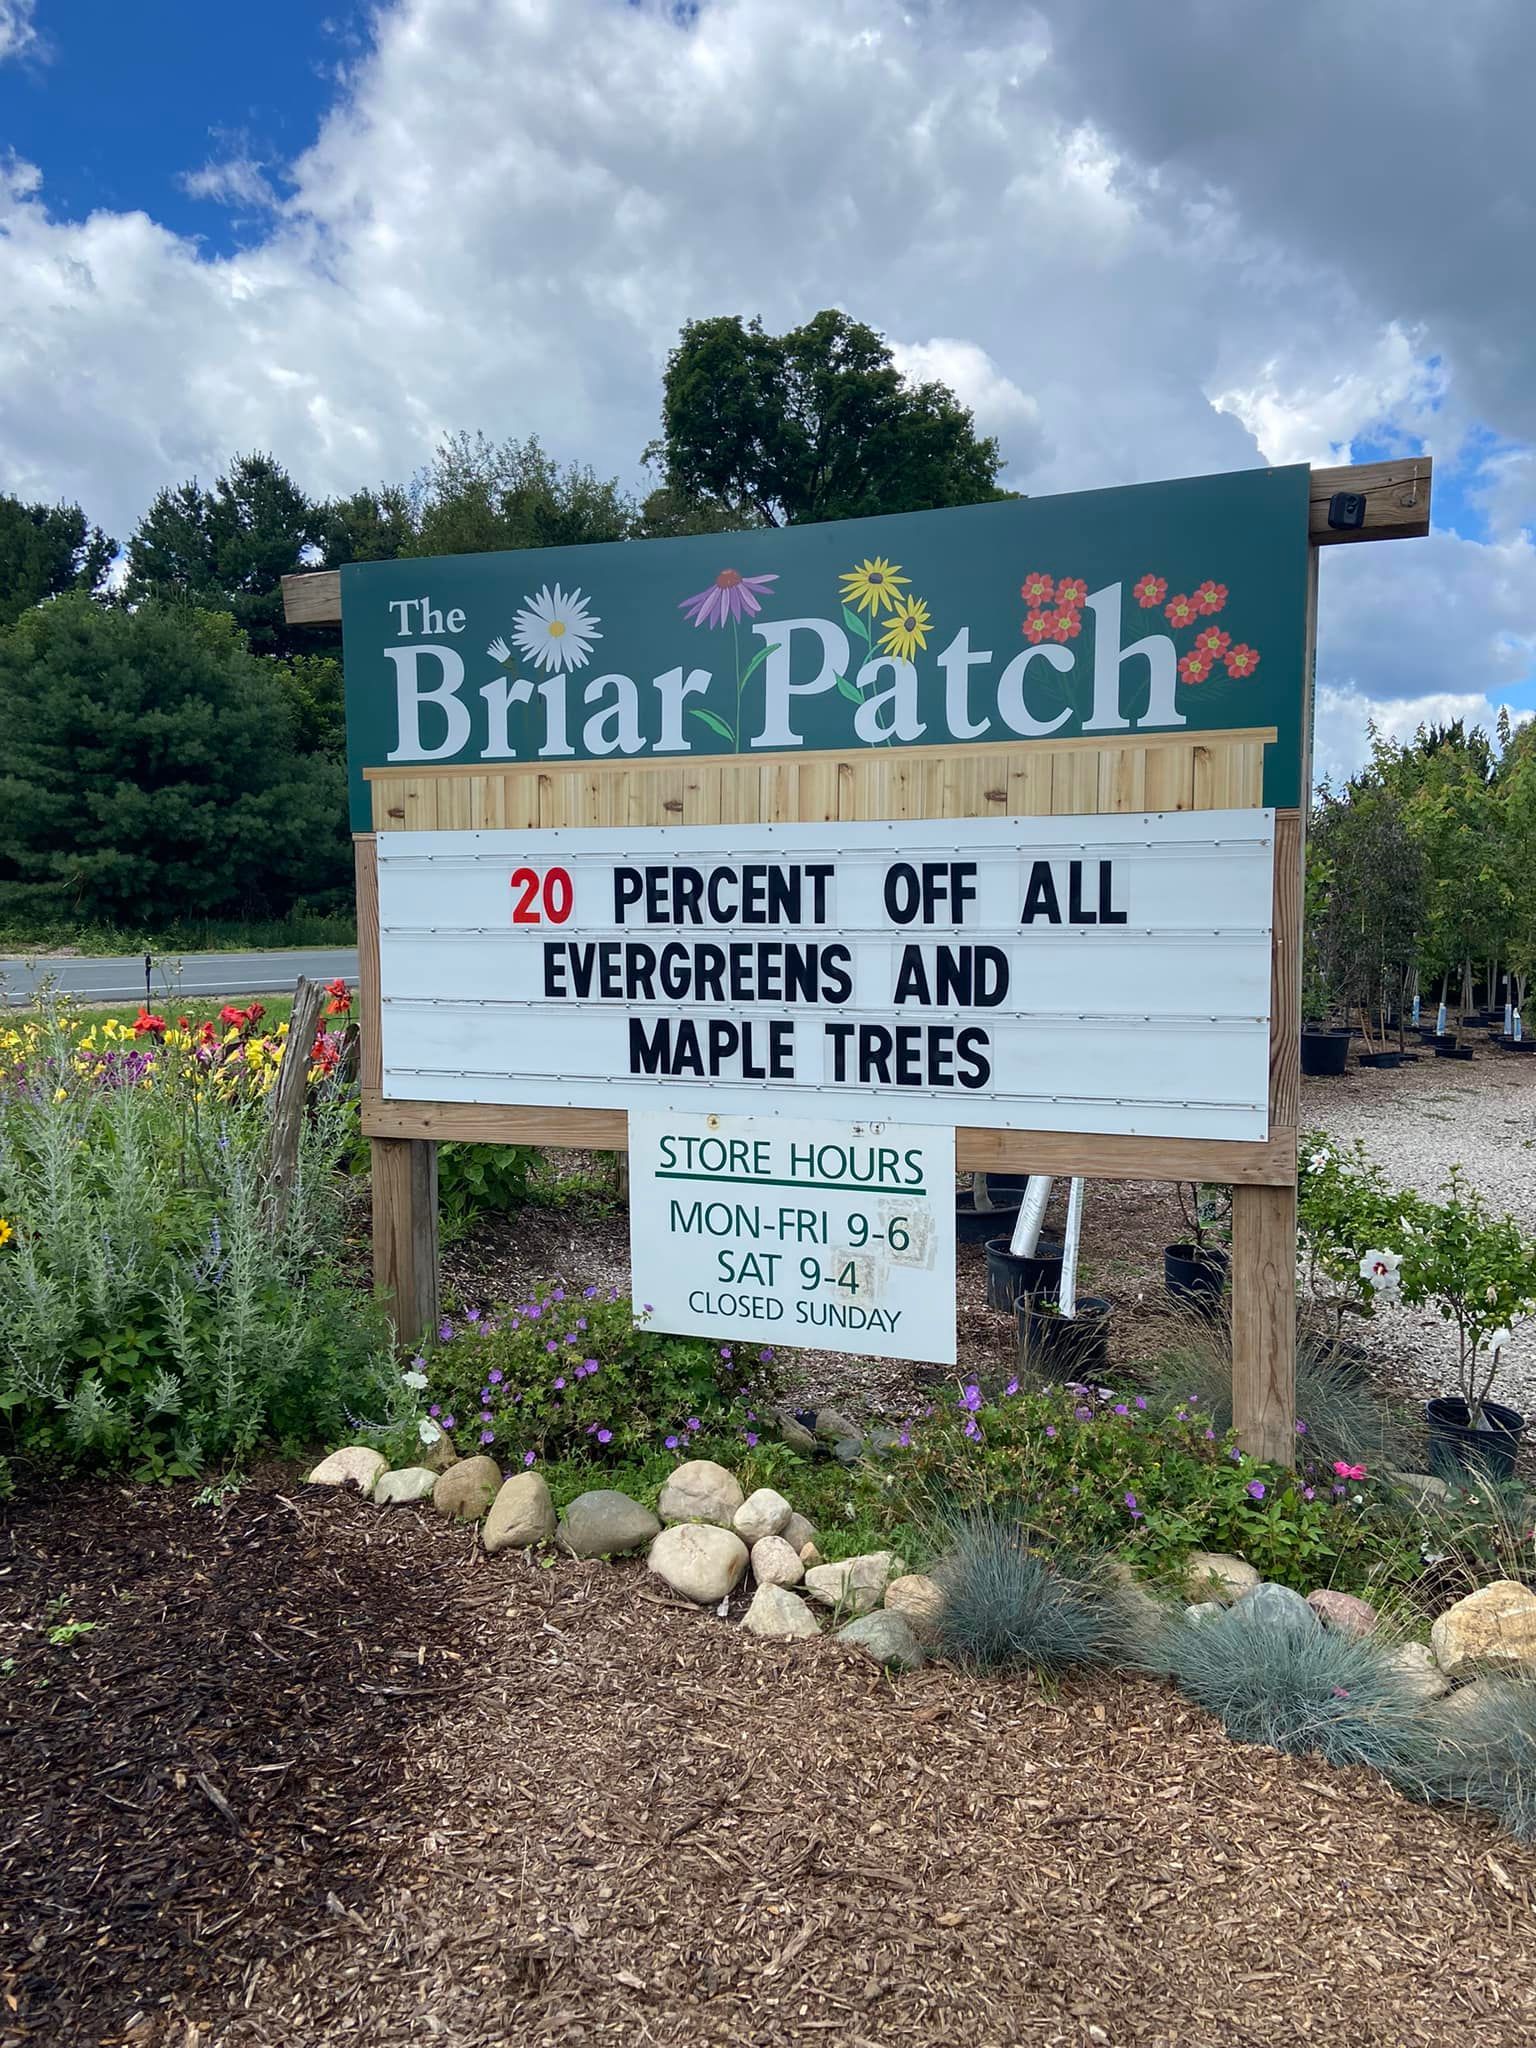 The
Briar Patch
20 PERCENT OFF ALL
EVERGREENS AND
MAPLE TREES
STORE HOURS
MON-FRI 9-6
SAT 9-4
CLOSED SUNDAY